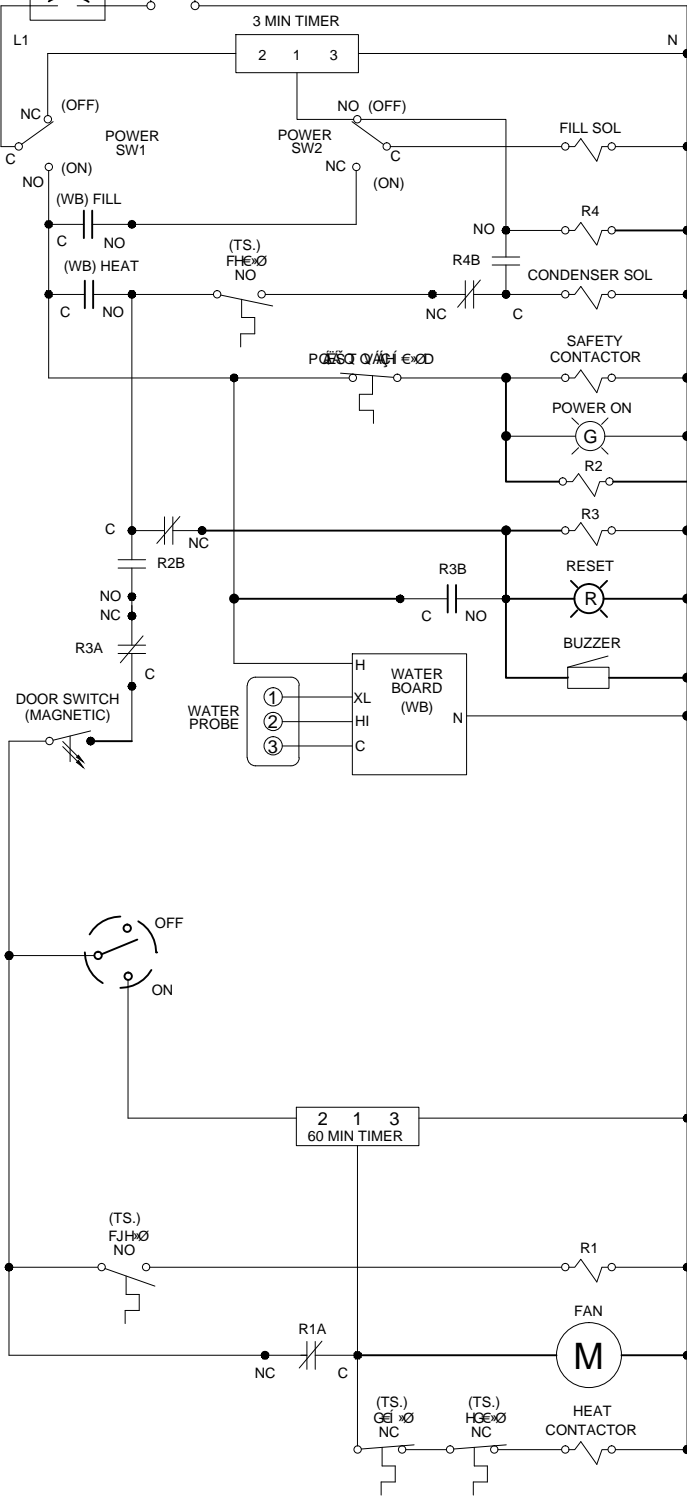 3 MIN TIMER
L1
N
2 1 3
NC
(OFF)
NO (OFF)
POWER
SW1
POWER
SW2
FILL SOL
C
C
NO
(ON)
NC
(ON)
(WB) FILL
C
NO
R4
NO
(TS.)
NO
R4B
(WB) HEAT
CONDENSER SOL
C
NO
NC
C
SAFETY
CONTACTOR
POWER ON
G
R2
R3
C
NC
R2B
RESET
R3B
R
NO
NC
C
NO
R3A
BUZZER
C
DOOR SWITCH
(MAGNETIC)
WATER
PROBE
1
2
3
H
XL
HI
C
WATER
BOARD
(WB)
N
OFF
ON
2 1 3
60 MIN TIMER
(TS.)
NO
R1
R1A
FAN
M
NC
C
(TS.)
NC
(TS.)
NC
HEAT
CONTACTOR